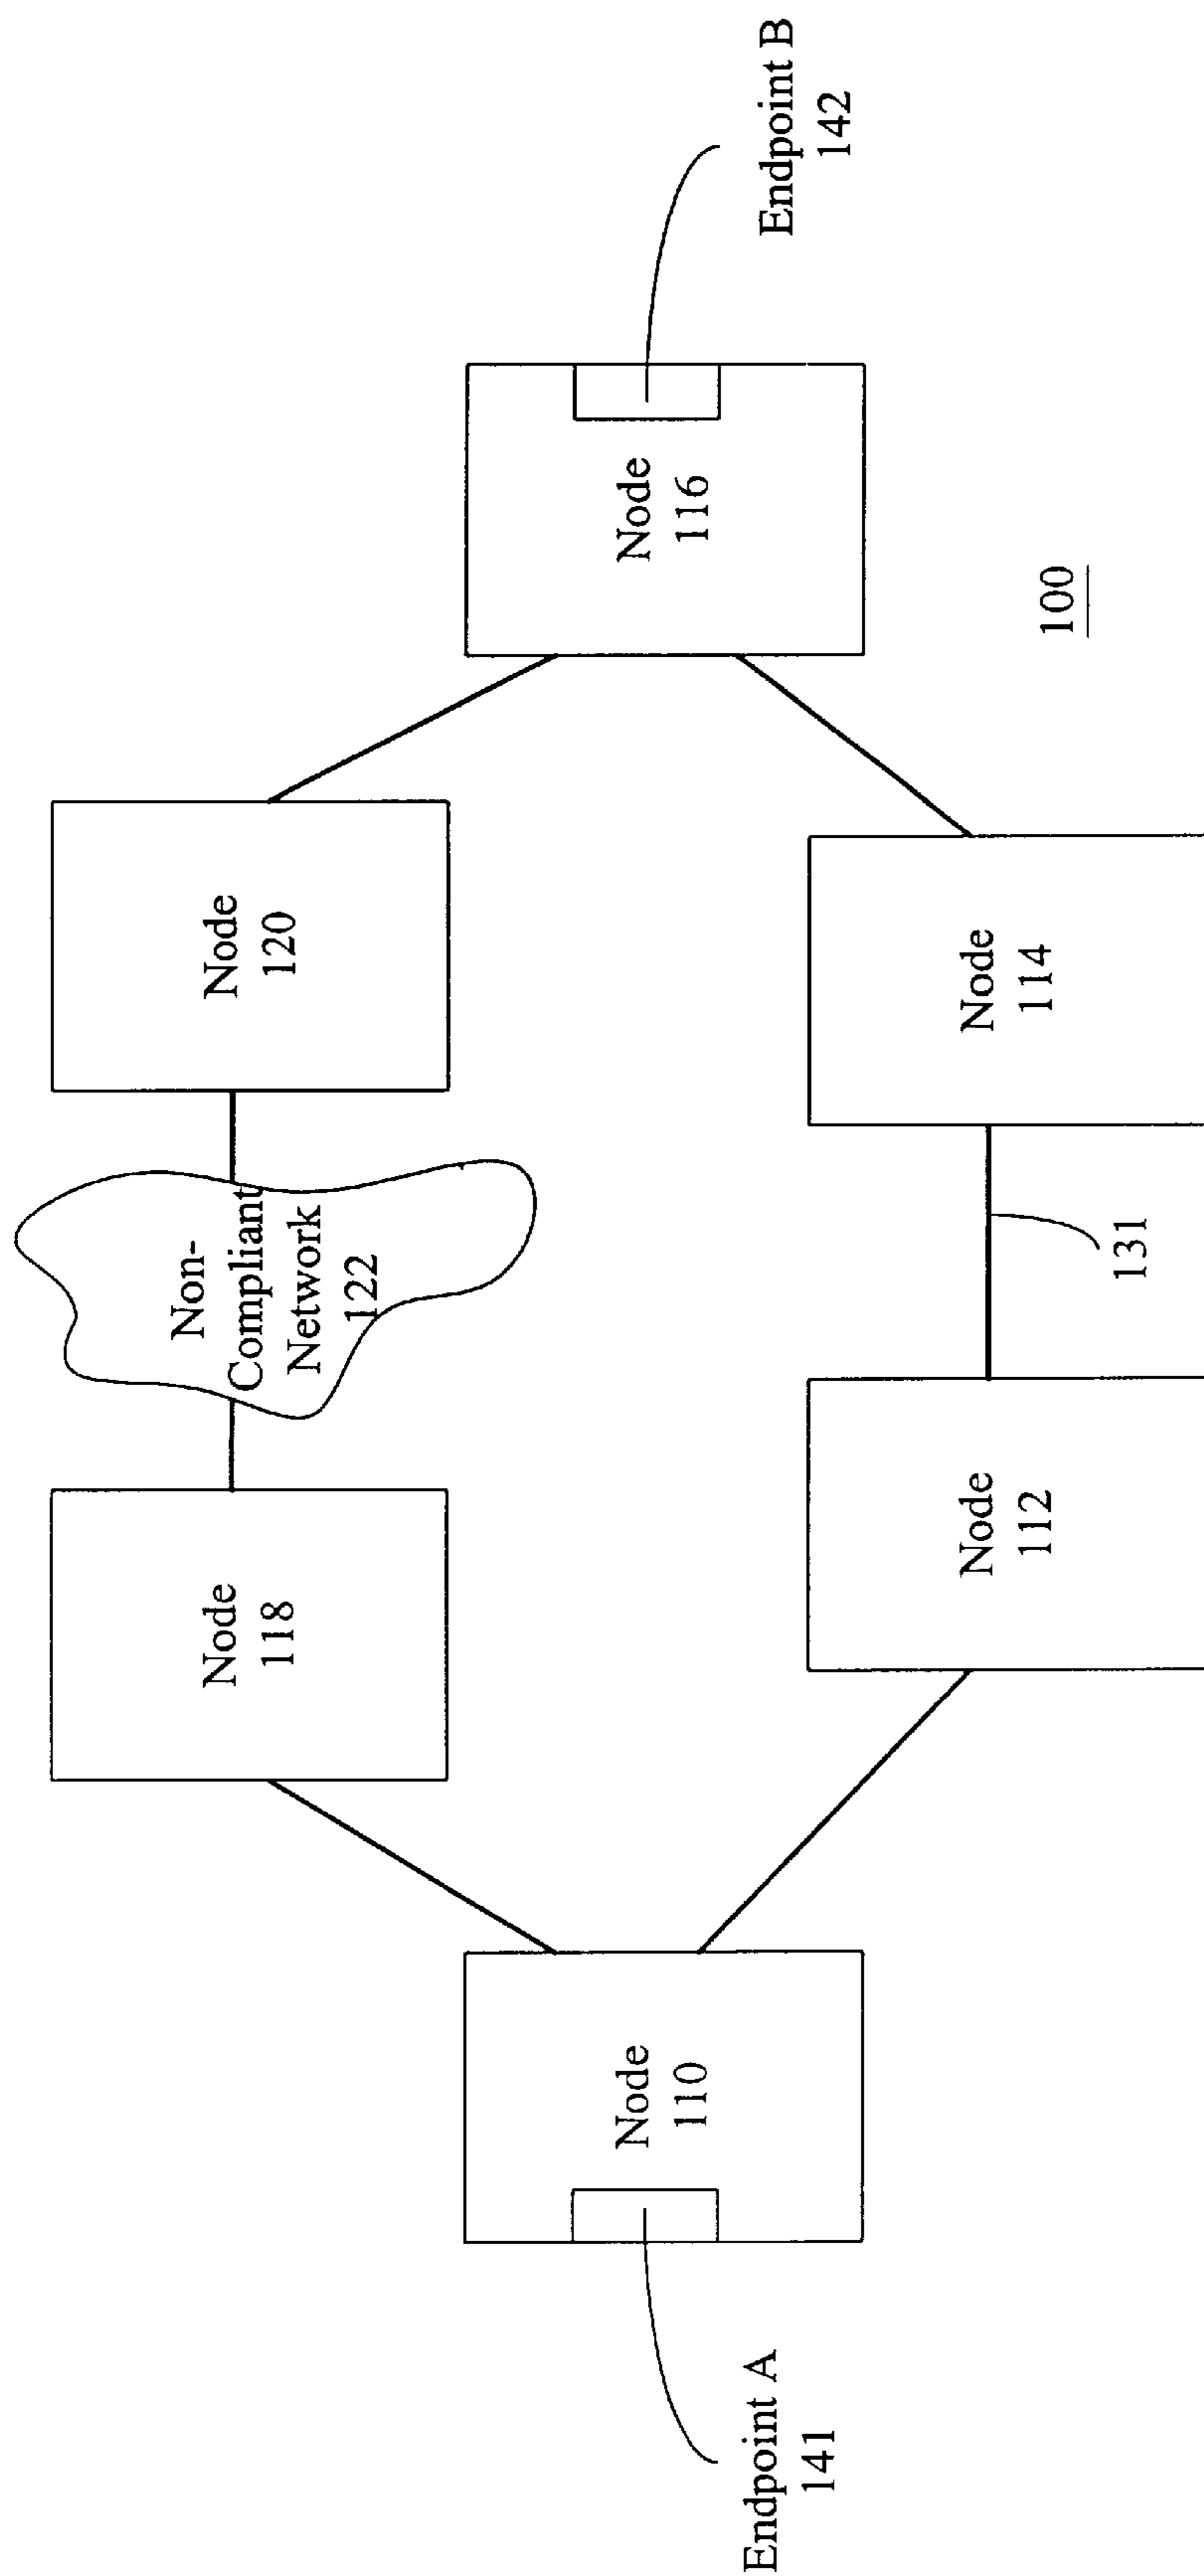 Node
118
Non-
Compliant
Network
122
Node
120
Endpoint A
141
Node
110
Node
116
Endpoint B
142
Node
112
131
Node
114
100